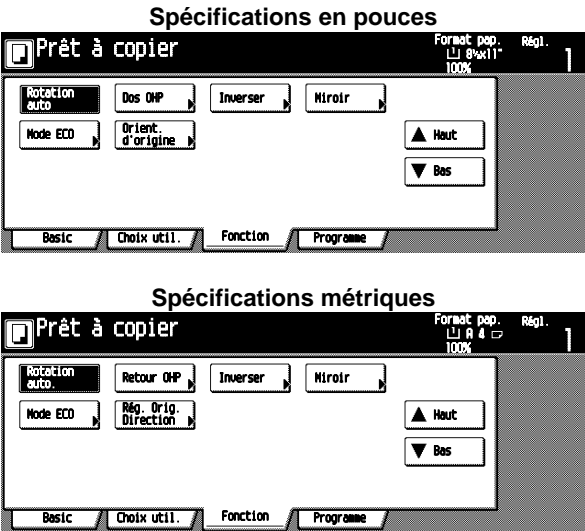 Spécifications en pouces
Prêt à copier
Format pap.
8½x11"
100%
Régl.
1
Rotation
auto
Dos OHP
Inverser
Miroir
Mode ECO
Orient.
d'origine
▲ Haut
▼ Bas
Basic
Choix util.
Fonction
Programme
Spécifications métriques
Prêt à copier
Format pap.
A4
100%
Régl.
1
Rotation
auto.
Retour OHP
Inverser
Miroir
Mode ECO
Rég. Orig.
Direction
▲ Haut
▼ Bas
Basic
Choix util.
Fonction
Programme